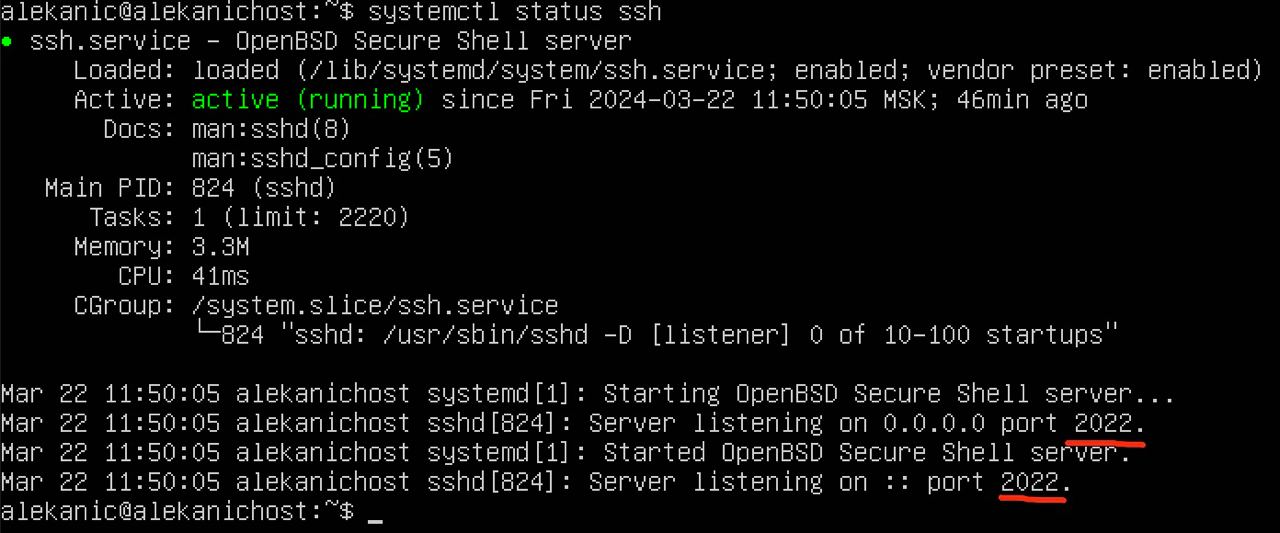 alekanic@alekanichost:~$ systemctl status ssh
● ssh.service - OpenBSD Secure Shell server
Loaded: loaded (/lib/systemd/system/ssh.service; enabled; vendor preset: enabled)
Active: active (running) since Fri 2024-03-22 11:50:05 MSK; 46min ago
Docs: man:sshd(8)
man:sshd_config(5)
Main PID: 824 (sshd)
Tasks: 1 (limit: 2220)
Memory: 3.3M
CPU: 41ms
CGroup: /system.slice/ssh.service
└─824 "sshd: /usr/sbin/sshd -D [listener] 0 of 10-100 startups"
Mar 22 11:50:05 alekanichost systemd[1]: Starting OpenBSD Secure Shell server...
Mar 22 11:50:05 alekanichost sshd[824]: Server listening on 0.0.0.0 port 2022.
Mar 22 11:50:05 alekanichost systemd[1]: Started OpenBSD Secure Shell server.
Mar 22 11:50:05 alekanichost sshd[824]: Server listening on :: port 2022.
alekanic@alekanichost:~$ _